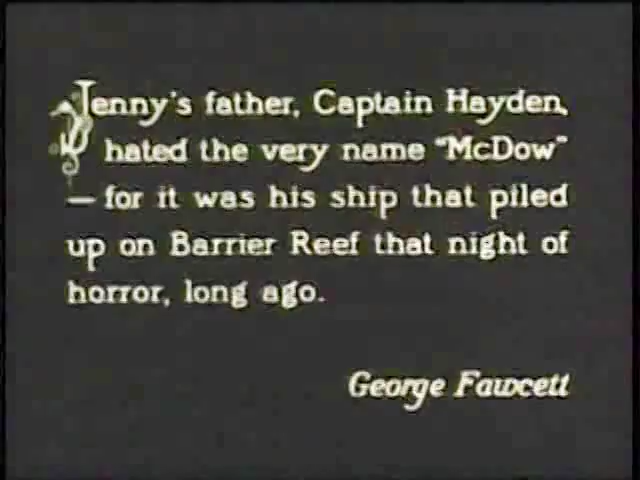 Jenny's father, Captain Hayden,
hated the very name "McDow"
— for it was his ship that piled
up on Barrier Reef that night of
horror, long ago.
George Fawcett